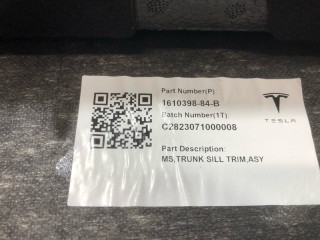 Part Number(P)
1610398-84-B
Batch Number(1T):
C2823071000008
TESLA
Part Description:
MS,TRUNK SILL TRIM,ASY